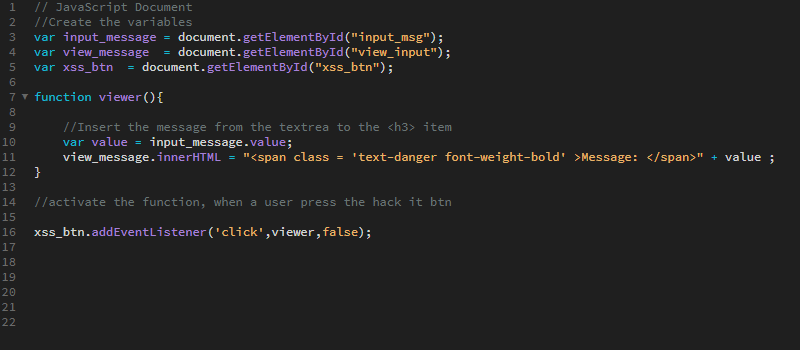 1 // JavaScript Document
2 //Create the variables
3 var input_message = document.getElementById("input_msg");
4 var view_message  = document.getElementById("view_input");
5 var xss_btn  = document.getElementById("xss_btn");
6
7 function viewer(){
8
9     //Insert the message from the textrea to the <h3> item
10     var value = input_message.value;
11     view_message.innerHTML = "<span class = 'text-danger font-weight-bold' >Message: </span>" + value ;
12 }
13
14 //activate the function, when a user press the hack it btn
15
16 xss_btn.addEventListener('click',viewer,false);
17
18
19
20
21
22